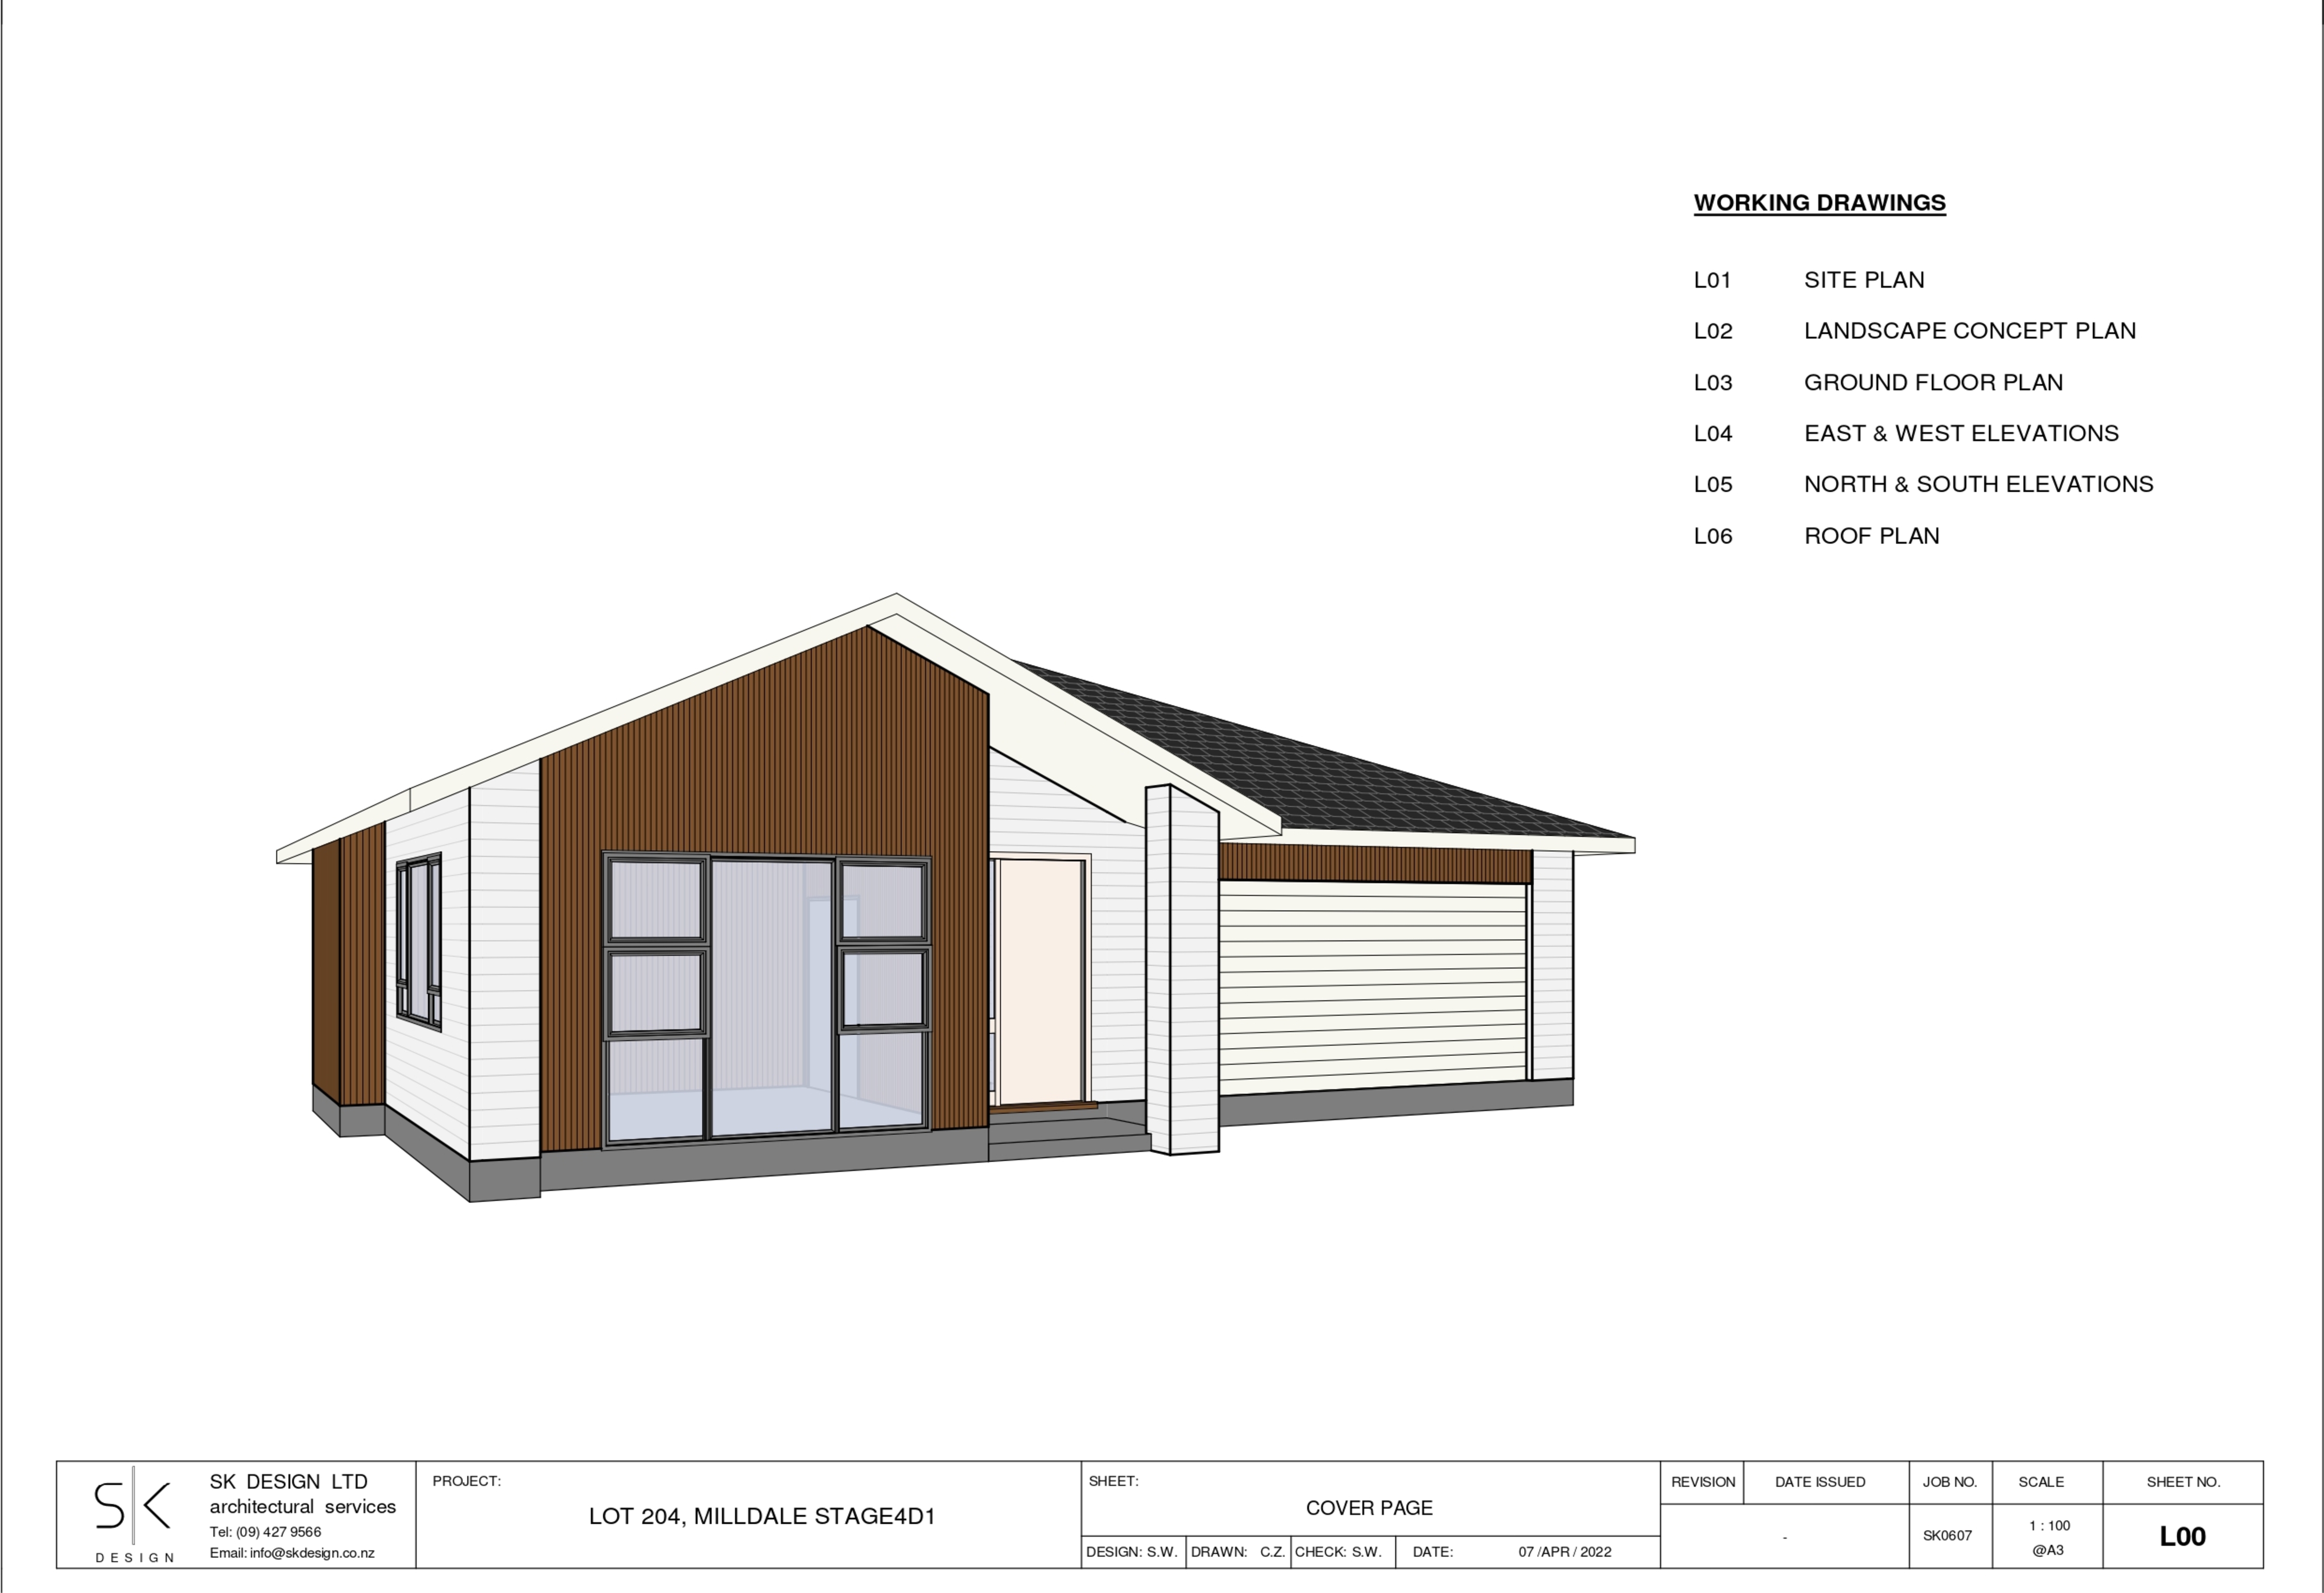 WORKING DRAWINGS
L01 SITE PLAN
L02 LANDSCAPE CONCEPT PLAN
L03 GROUND FLOOR PLAN
L04 EAST & WEST ELEVATIONS
L05 NORTH & SOUTH ELEVATIONS
L06 ROOF PLAN
SK
DESIGN
SK DESIGN LTD
architectural services
Tel: (09) 427 9566
Email: info@skdesign.co.nz
PROJECT:
LOT 204, MILLDALE STAGE4D1
SHEET:
COVER PAGE
DESIGN: S.W. DRAWN: C.Z. CHECK: S.W. DATE: 07 /APR / 2022
REVISION DATE ISSUED JOB NO. SCALE SHEET NO.
- SK0607 1 : 100 @A3 L00